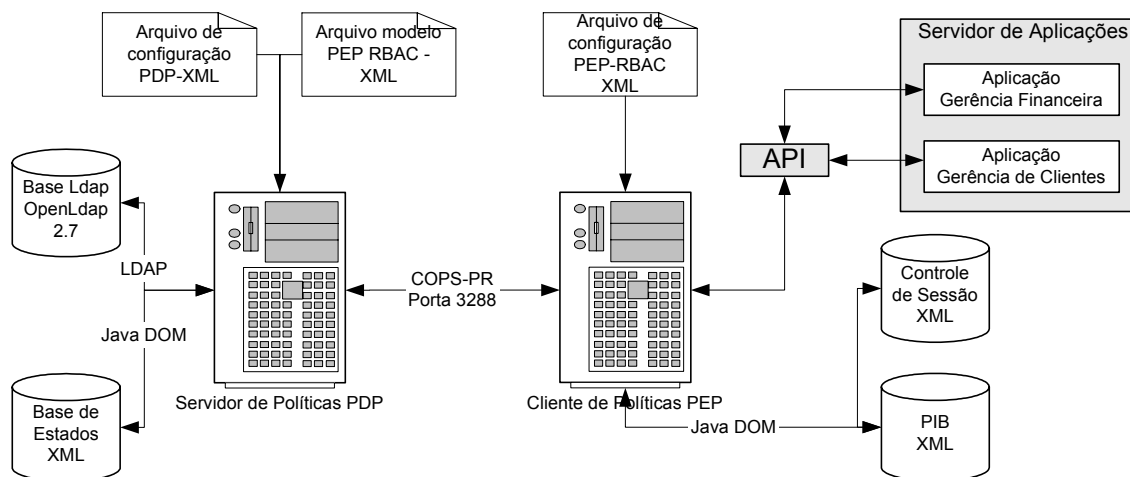 Arquivo de
configuração
PDP-XML
Arquivo modelo
PEP RBAC -
XML
Arquivo de
configuração
PEP-RBAC
XML
Servidor de Aplicações
Aplicação
Gerência Financeira
Aplicação
Gerência de Clientes
API
Base Ldap
OpenLdap
2.7
LDAP
Java DOM
Base de
Estados
XML
Servidor de Políticas PDP
COPS-PR
Porta 3288
Cliente de Políticas PEP
Java DOM
Controle
de Sessão
XML
PIB
XML